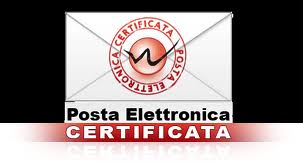 CERTIFICATA
POSTA ELETTRONICA
Posta Elettronica
CERTIFICATA